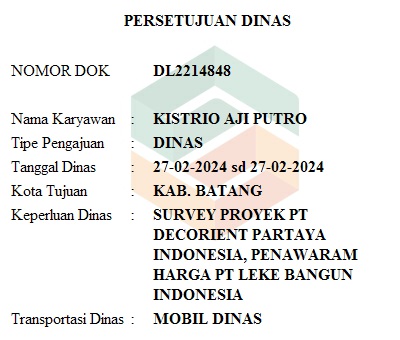 PERSETUJUAN DINAS
NOMOR DOK DL2214848
Nama Karyawan : KISTRIO AJI PUTRO
Tipe Pengajuan : DINAS
Tanggal Dinas : 27-02-2024 sd 27-02-2024
Kota Tujuan : KAB. BATANG
Keperluan Dinas : SURVEY PROYEK PT
DECORIENT PARTAYA
INDONESIA, PENAWARAM
HARGA PT LEKE BANGUN
INDONESIA
Transportasi Dinas : MOBIL DINAS